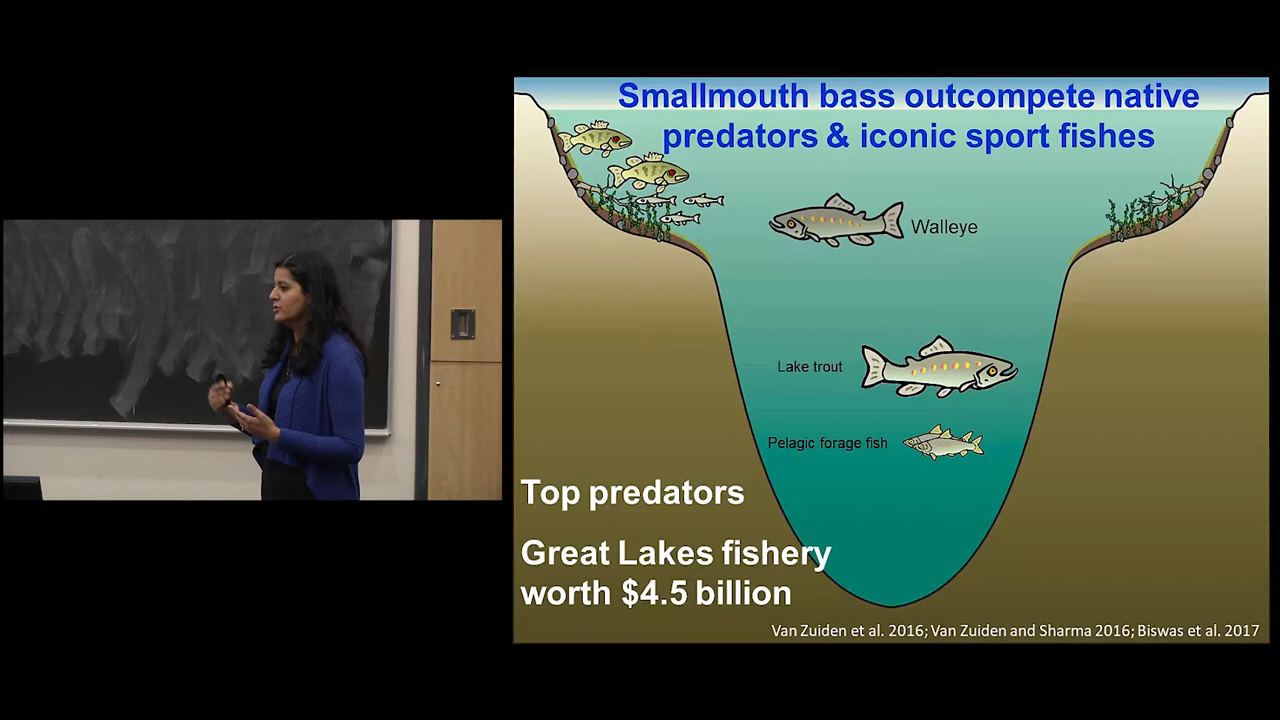 Smallmouth bass outcompete native
predators & iconic sport fishes
Walleye
Lake trout
Pelagic forage fish
Top predators
Great Lakes fishery
worth $4.5 billion
Van Zuiden et al. 2016; Van Zuiden and Sharma 2016; Biswas et al. 2017